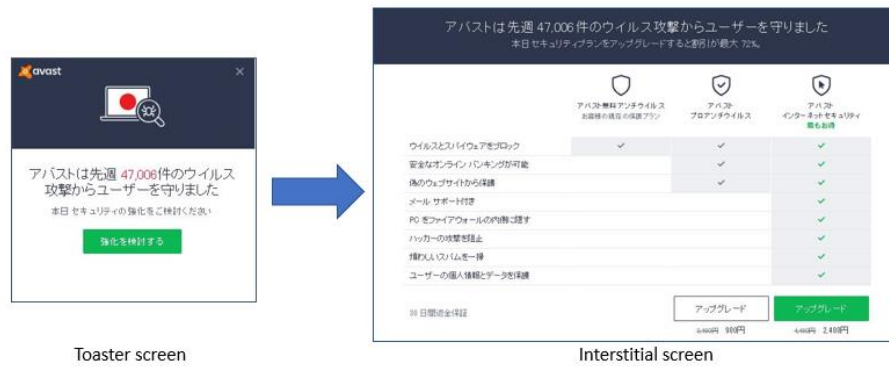 avast
アバストは先週 47,006件のウイルス
攻撃からユーザーを守りました
本日 セキュリティの強化をご検討ください
強化を検討する
Toaster screen
アバストは先週 47,006 件のウイルス攻撃からユーザーを守りました
本日 セキュリティプランをアップグレードすると割引が最大 72%。
アバスト無料アンチウイルス
お客様の現在の保護プラン
アバスト
プロアンチウイルス
アバスト
インターネットセキュリティ
最もお得
ウイルスとスパイウェアをブロック
安全なオンライン バンキングが可能
偽のウェブサイトから保護
メール サポート付き
PC をファイアウォールの内側に隠す
ハッカーの攻撃を阻止
煩わしいスパムを一掃
ユーザーの個人情報とデータを保護
30 日間返金保証
アップグレード
アップグレード
980円
2,480円
Interstitial screen